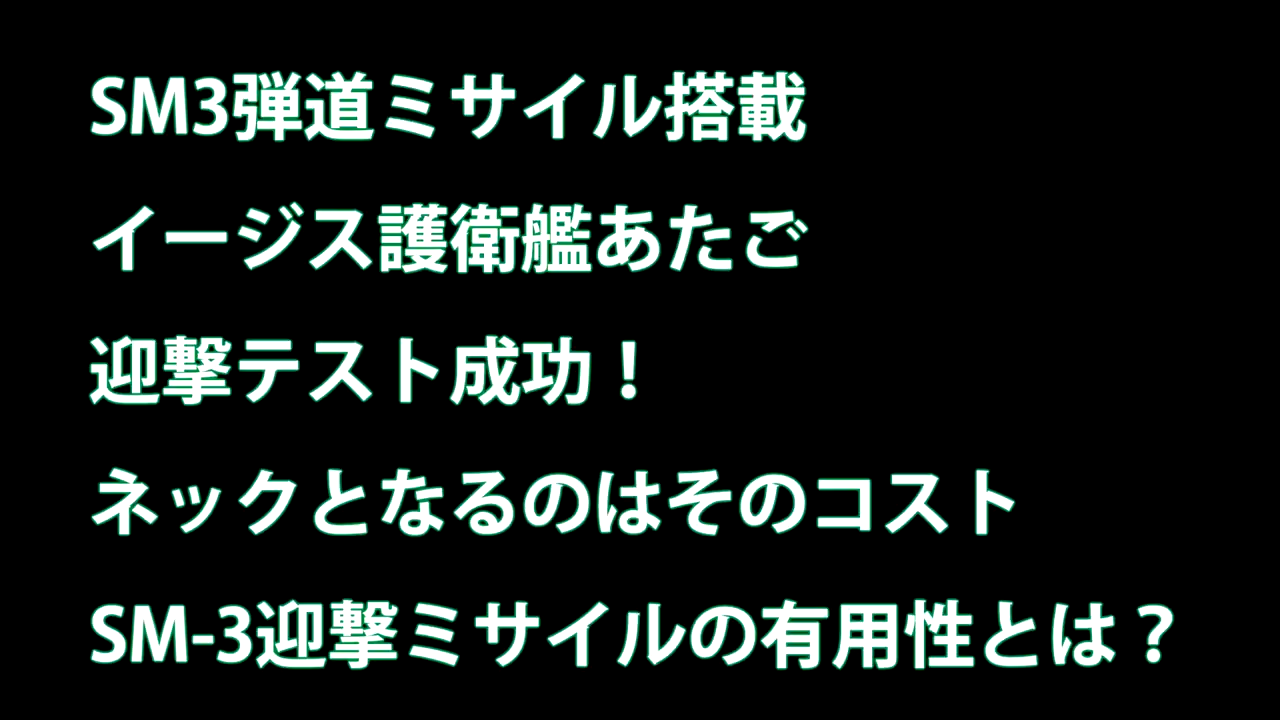 SM3弾道ミサイル搭載
イージス護衛艦あたご
迎撃テスト成功！
ネックとなるのはそのコスト
SM-3迎撃ミサイルの有用性とは？